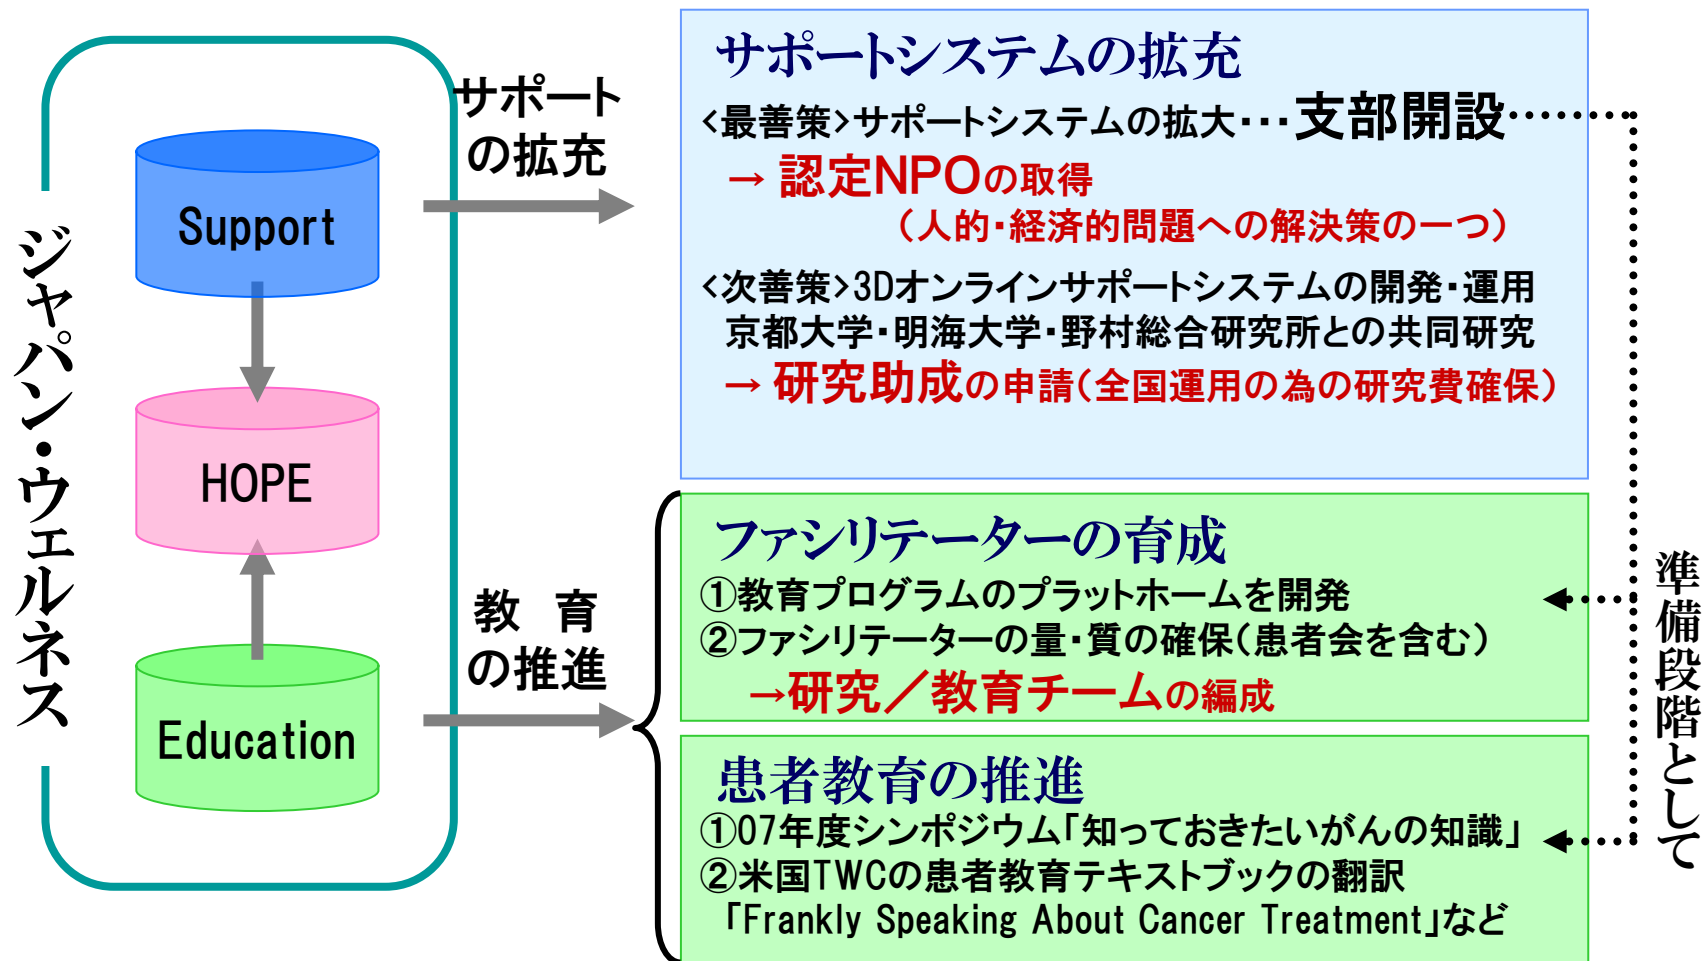 ジャパン・ウェルネス
Support
HOPE
Education
サポート
の拡充
教　育
の推進
サポートシステムの拡充
<最善策>サポートシステムの拡大・・・支部開設
→ 認定NPOの取得
（人的・経済的問題への解決策の一つ）
<次善策>3Dオンラインサポートシステムの開発・運用
京都大学・明海大学・野村総合研究所との共同研究
→ 研究助成の申請（全国運用の為の研究費確保）
ファシリテーターの育成
①教育プログラムのプラットホームを開発
②ファシリテーターの量・質の確保（患者会を含む）
→研究／教育チームの編成
患者教育の推進
①07年度シンポジウム「知っておきたいがんの知識」
②米国TWCの患者教育テキストブックの翻訳
「Frankly Speaking About Cancer Treatment」など
準備段階として